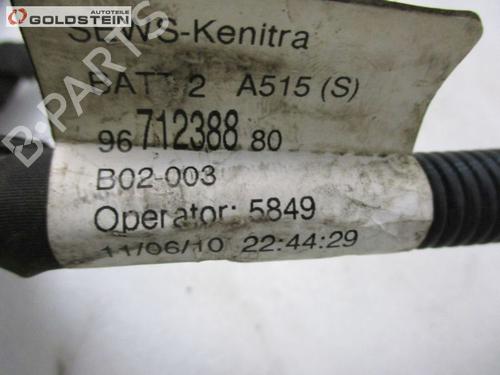 AUTOTEILE
GOLDSTEIN
SEWS-Kenitra
2 A515 (S)
96 712388 80
B02-003
Operator: 5849
11/06/10 22:44:29
B-PARTS